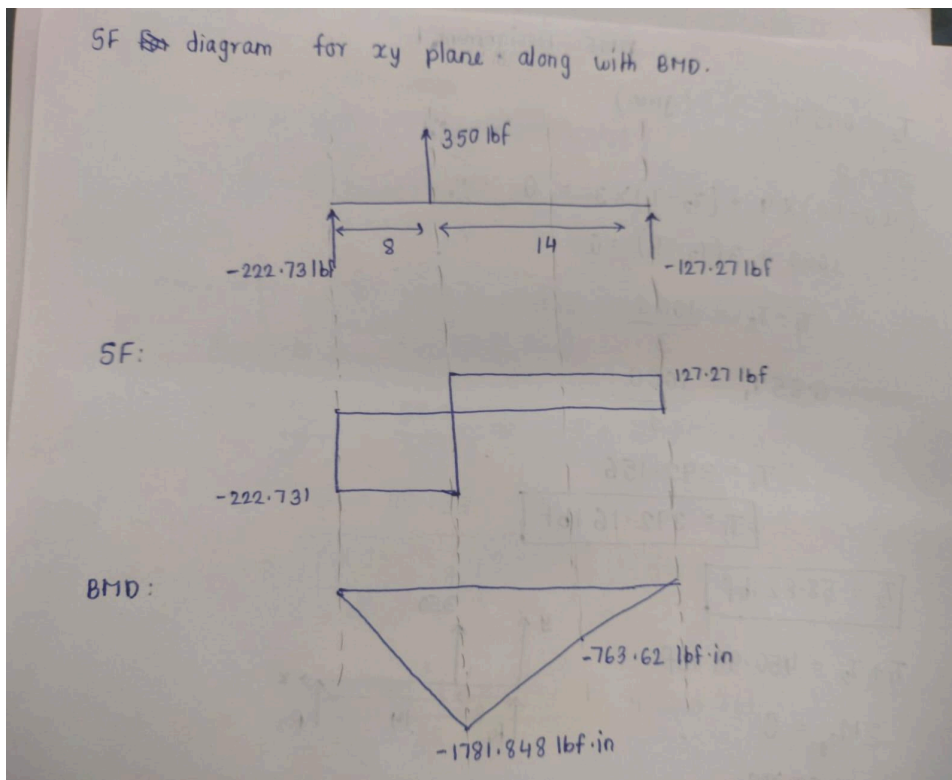 SF diagram for xy plane. along with BMD.
350 lbf
8
14
-222.73 lbf
-127.27 lbf
SF:
127.27 lbf
-222.731
BMD:
-763.62 lbf.in
-1781.848 lbf.in